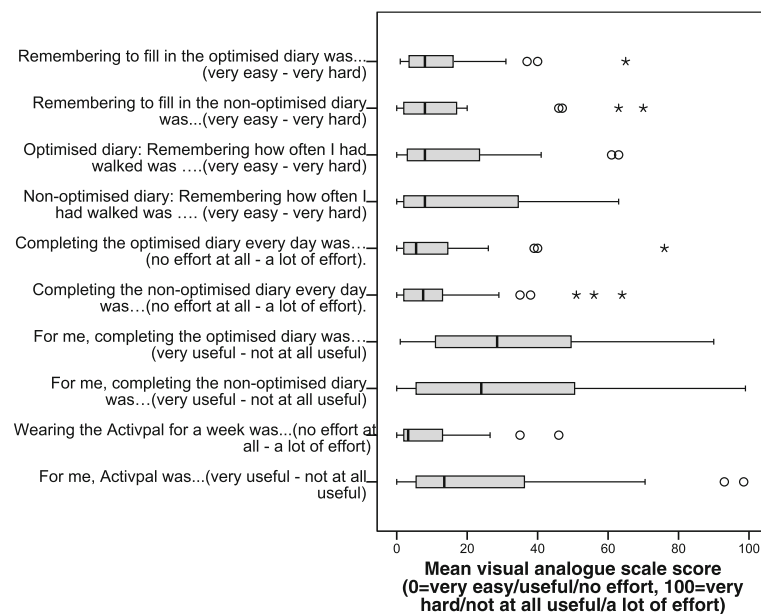 Remembering to fill in the optimised diary was...
(very easy - very hard)
Remembering to fill in the non-optimised diary
was...(very easy - very hard)
Optimised diary: Remembering how often I had
walked was ….(very easy - very hard)
Non-optimised diary: Remembering how often I
had walked was …. (very easy - very hard)
Completing the optimised diary every day was…
(no effort at all - a lot of effort).
Completing the non-optimised diary every day
was…(no effort at all - a lot of effort).
For me, completing the optimised diary was…
(very useful - not at all useful)
For me, completing the non-optimised diary
was…(very useful - not at all useful)
Wearing the Activpal for a week was...(no effort at
all - a lot of effort)
For me, Activpal was...(very useful - not at all
useful)
0 20 40 60 80 100
Mean visual analogue scale score
(0=very easy/useful/no effort, 100=very
hard/not at all useful/a lot of effort)